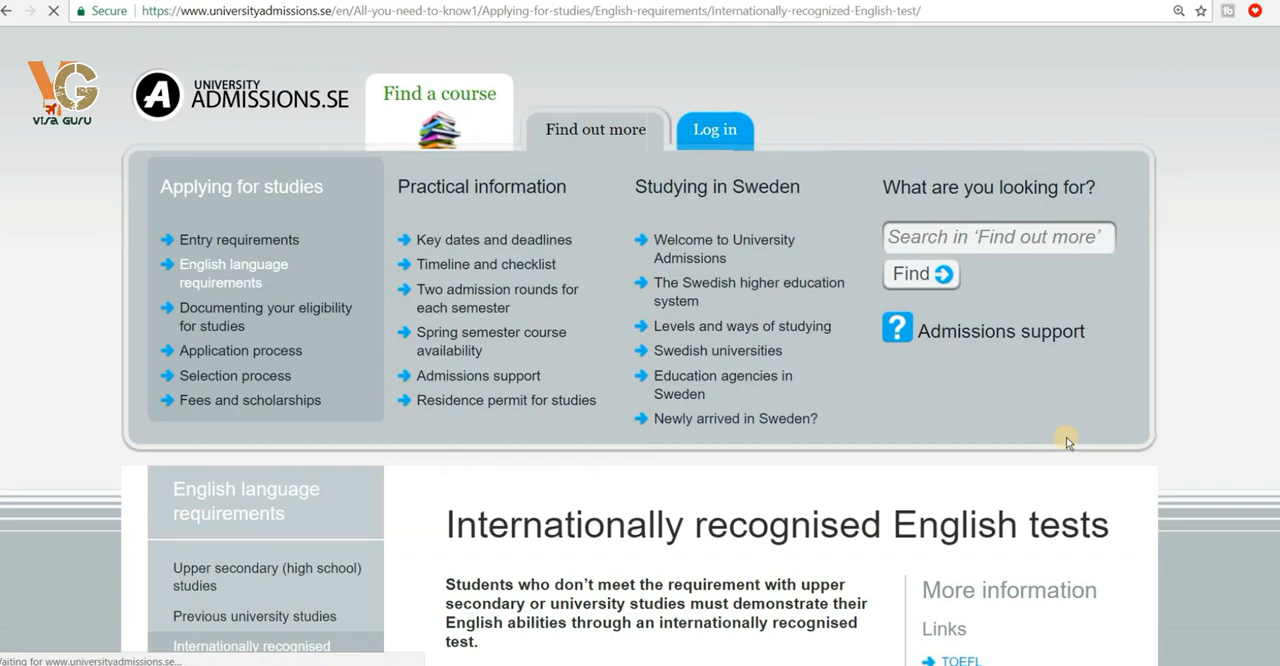 Secure
https://www.universityadmissions.se/en/All-you-need-to-know1/Applying-for-studies/English-requirements/Internationally-recognized-English-test/
VG
VISA GURU
A
UNIVERSITY
ADMISSIONS.SE
Find a course
Find out more
Log in
Applying for studies
Entry requirements
English language
requirements
Documenting your eligibility
for studies
Application process
Selection process
Fees and scholarships
Practical information
Key dates and deadlines
Timeline and checklist
Two admission rounds for
each semester
Spring semester course
availability
Admissions support
Residence permit for studies
Studying in Sweden
Welcome to University
Admissions
The Swedish higher education
system
Levels and ways of studying
Swedish universities
Education agencies in
Sweden
Newly arrived in Sweden?
What are you looking for?
Search in ‘Find out more’
Find
? Admissions support
English language
requirements
Upper secondary (high school)
studies
Previous university studies
Internationally recognised
Internationally recognised English tests
Students who don’t meet the requirement with upper
secondary or university studies must demonstrate their
English abilities through an internationally recognised
test.
More information
Links
TOEFL
Waiting for www.universityadmissions.se...